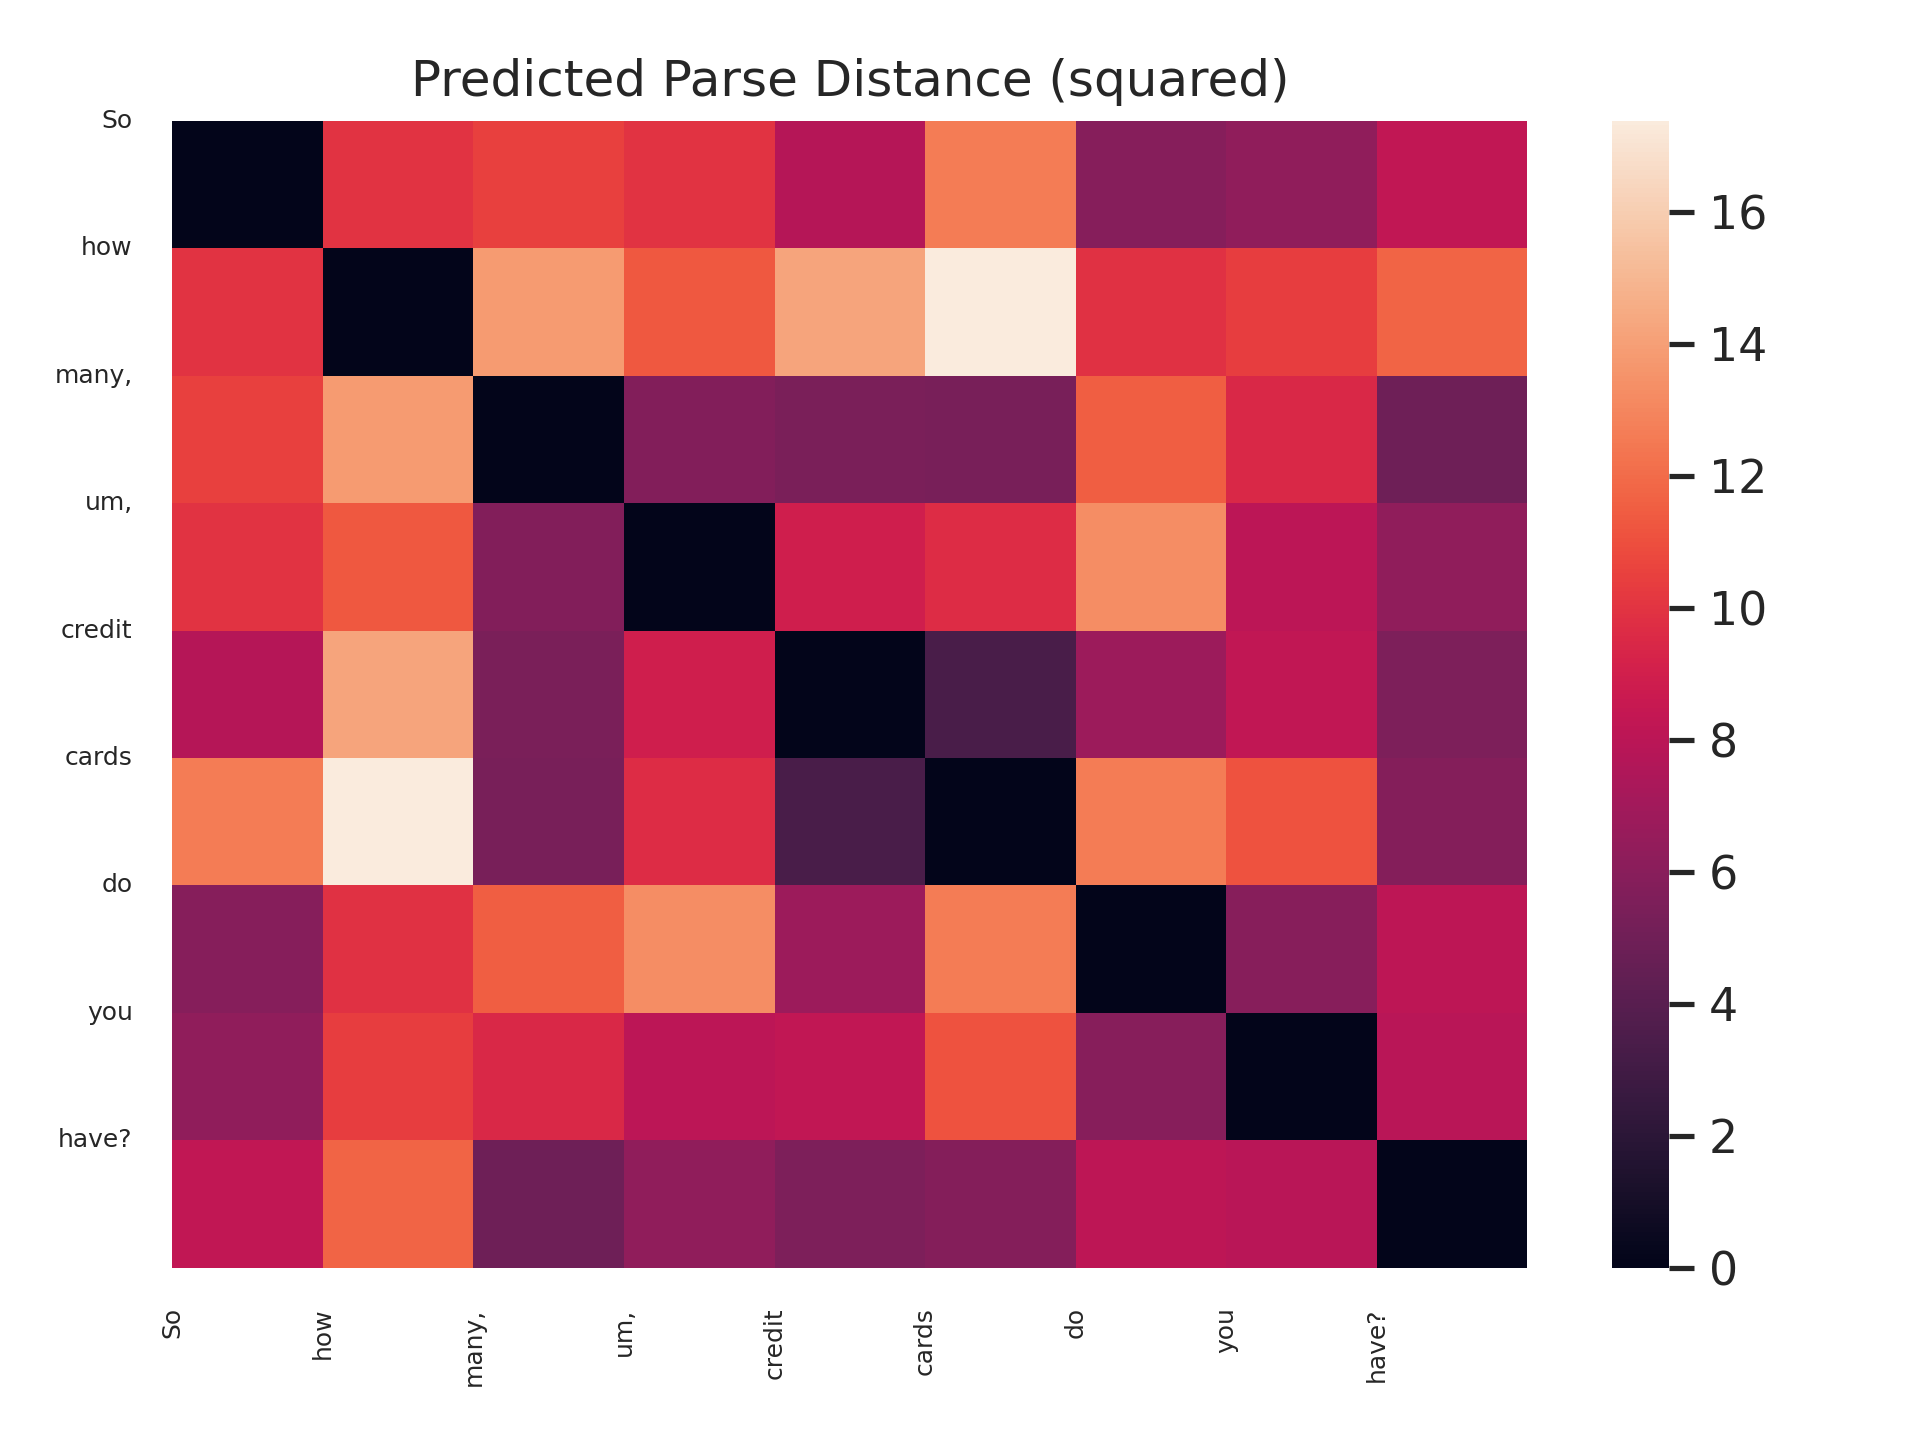 Predicted Parse Distance (squared)
So
how
many,
um,
credit
cards
do
you
have?
So
how
many,
um,
credit
cards
do
you
have?
16
14
12
10
8
6
4
2
0